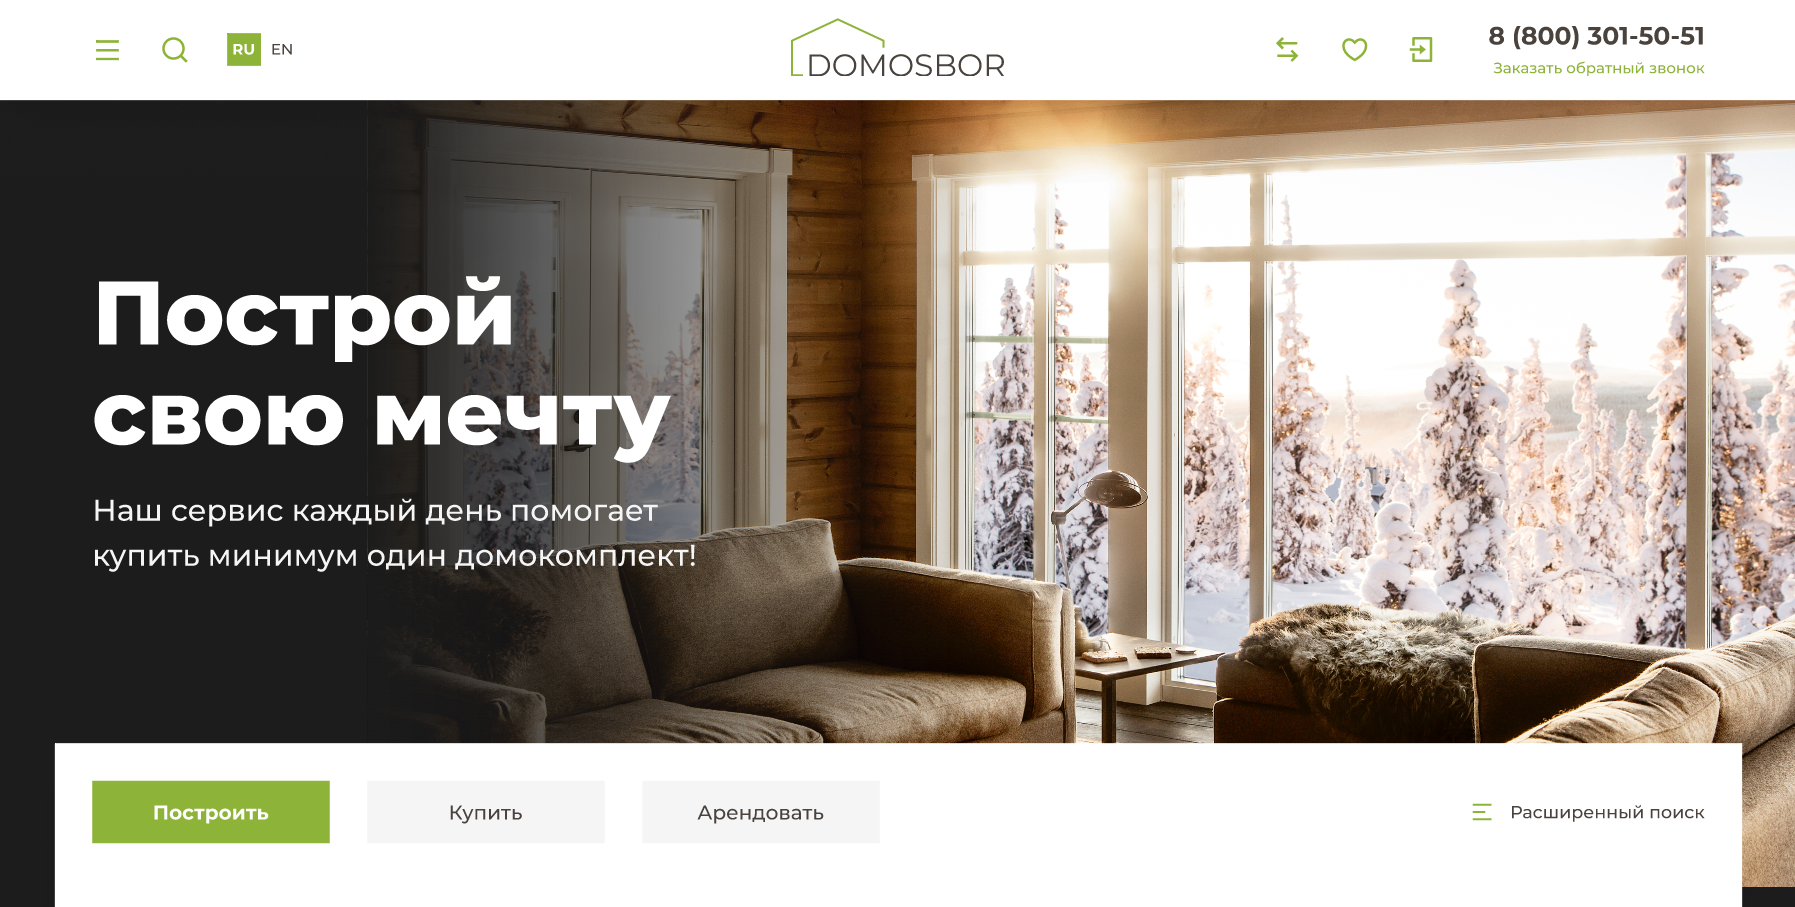 RU EN
DOMOSBOR
8 (800) 301-50-51
Заказать обратный звонок
Построй
свою мечту
Наш сервис каждый день помогает
купить минимум один домокомплект!
Построить
Купить
Арендовать
Расширенный поиск